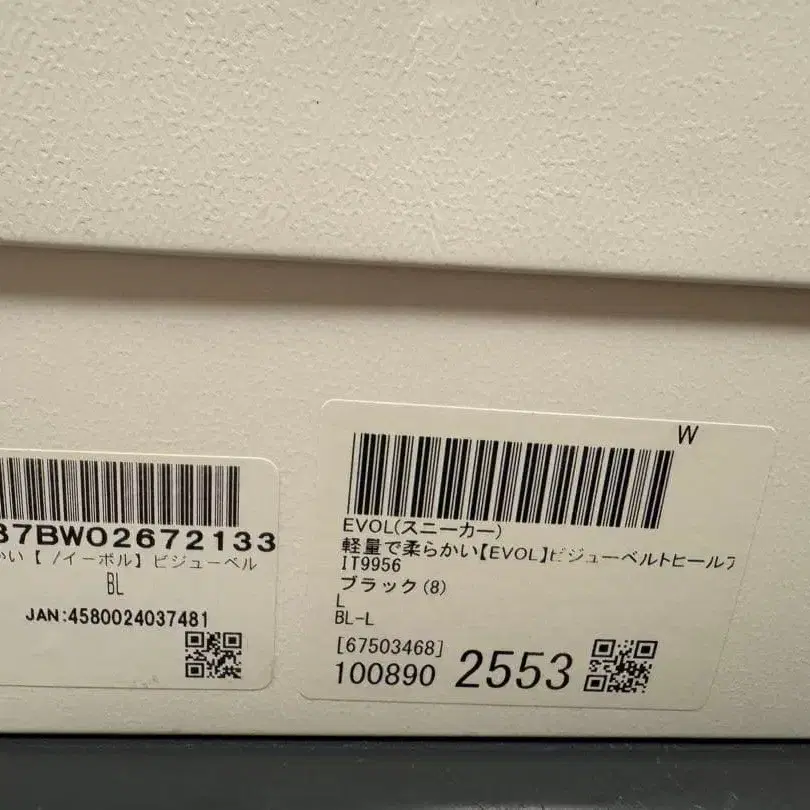 37BW02672133
かい【 /イーボル】ビジューベル
BL
JAN:4580024037481
W
EVOL(スニーカー)
軽量で柔らかい【EVOL】ビジューベルトヒールア
IT9956
ブラック(8)
L
BL-L
[67503468]
100890 2553